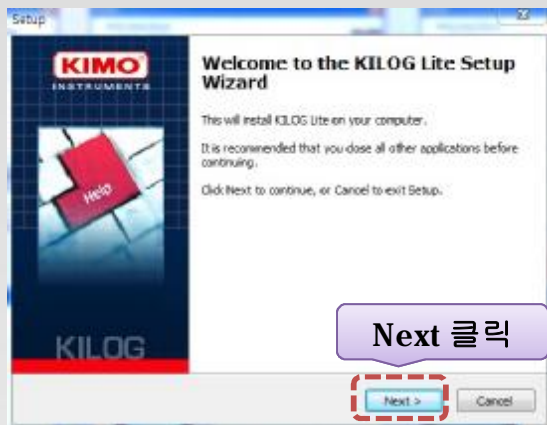 Setup
KIMO
INSTRUMENTS
Welcome to the KILOG Lite Setup
Wizard
This will install KILOG Lite on your computer.
It is recommended that you close all other applications before
continuing.
Click Next to continue, or Cancel to exit Setup.
Help
KILOG
Next 클릭
Next >
Cancel